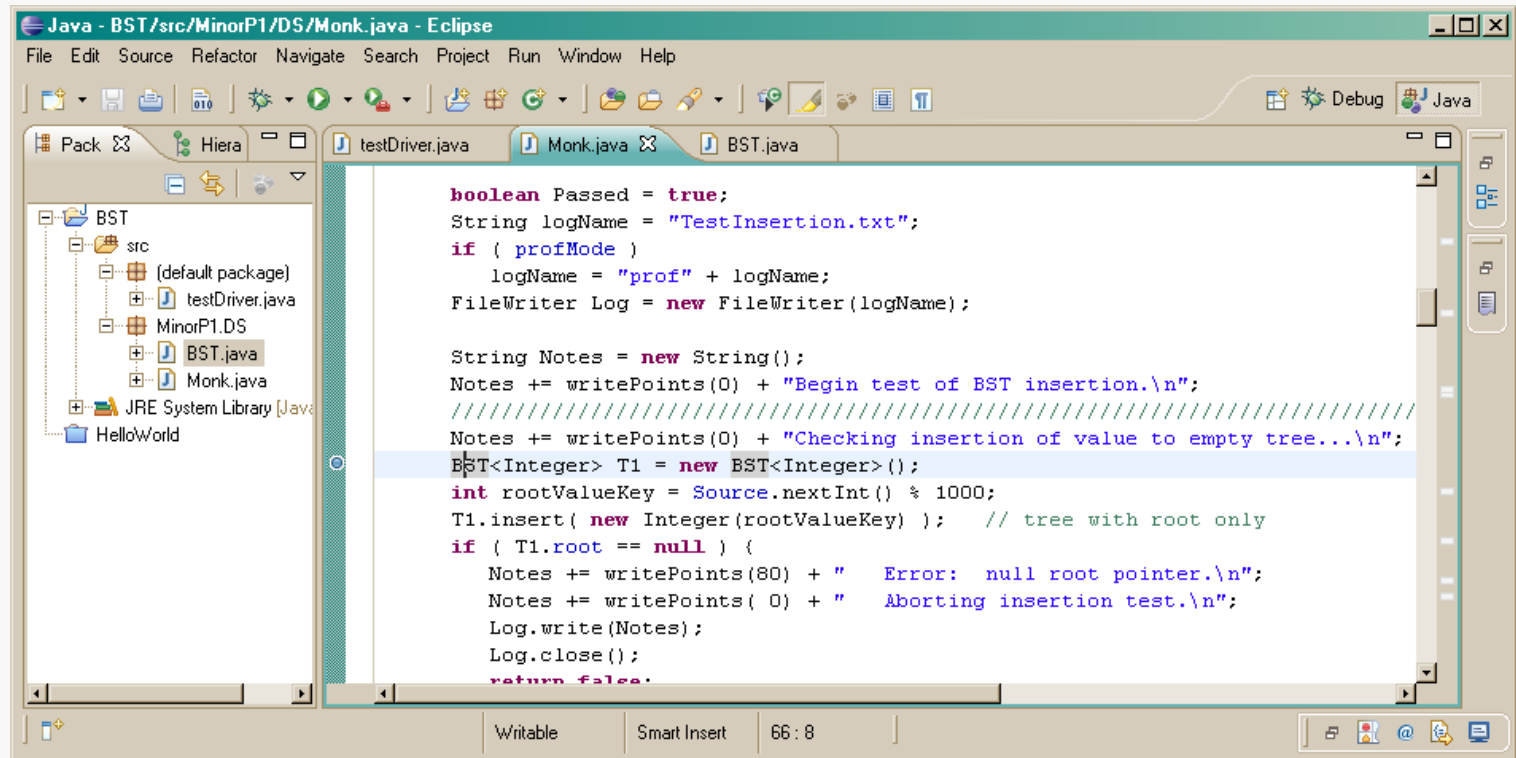 Java - BST/src/MinorP1/DS/Monk.java - Eclipse
File Edit Source Refactor Navigate Search Project Run Window Help
Debug Java
Pack Hiera
testDriver.java Monk.java BST.java
BST
src
(default package)
testDriver.java
MinorP1.DS
BST.java
Monk.java
JRE System Library [Java
HelloWorld
boolean Passed = true;
String logName = "TestInsertion.txt";
if ( profMode )
logName = "prof" + logName;
FileWriter Log = new FileWriter(logName);
String Notes = new String();
Notes += writePoints(0) + "Begin test of BST insertion.\n";
///////////////////////////////////////////////////////////////////////////
Notes += writePoints(0) + "Checking insertion of value to empty tree...\n";
BST<Integer> T1 = new BST<Integer>();
int rootValueKey = Source.nextInt() % 1000;
T1.insert( new Integer(rootValueKey) );   // tree with root only
if ( T1.root == null ) {
Notes += writePoints(80) + "   Error:  null root pointer.\n";
Notes += writePoints( 0) + "   Aborting insertion test.\n";
Log.write(Notes);
Log.close();
return false;
Writable Smart Insert 66 : 8